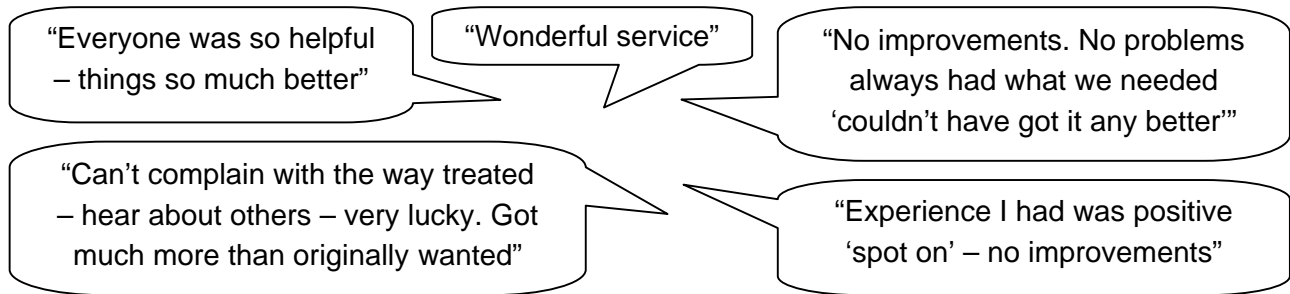 “Everyone was so helpful
– things so much better”
“Wonderful service”
“No improvements. No problems
always had what we needed
‘couldn’t have got it any better’”
“Can’t complain with the way treated
– hear about others – very lucky. Got
much more than originally wanted”
“Experience I had was positive
‘spot on’ – no improvements”